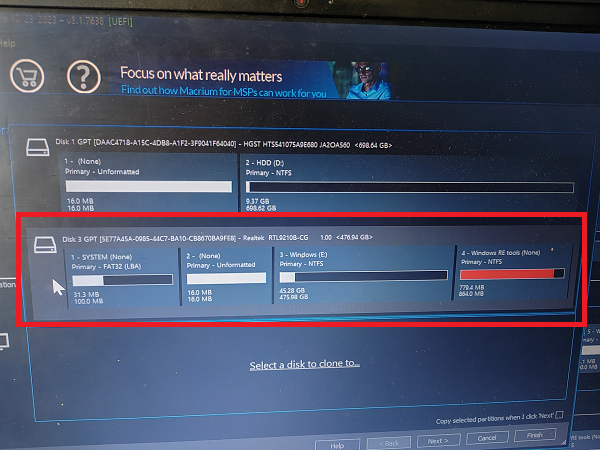 2023 - v8.1.7638 [UEFI]
Help
Focus on what really matters
Find out how Macrium for MSPs can work for you
Disk 1 GPT [DAAC4718-A15C-4DB8-A1F2-3F9041F64040] - HGST HTS541075A9E680 JA2OA560 <698.64 GB>
1 - (None)
Primary - Unformatted
16.0 MB
16.0 MB
2 - HDD (D:)
Primary - NTFS
9.37 GB
698.62 GB
Disk 3 GPT [5E77A45A-0985-44C7-BA10-CB8670BA9FE8] - Realtek RTL9210B-CG 1.00 <476.94 GB>
1 - SYSTEM (None)
Primary - FAT32 (LBA)
31.3 MB
100.0 MB
2 - (None)
Primary - Unformatted
16.0 MB
16.0 MB
3 - Windows (E:)
Primary - NTFS
45.28 GB
475.98 GB
4 - Windows RE tools (None)
Primary - NTFS
779.4 MB
864.0 MB
Select a disk to clone to...
Copy selected partitions when I click 'Next'
Help
< Back
Next >
Cancel
Finish